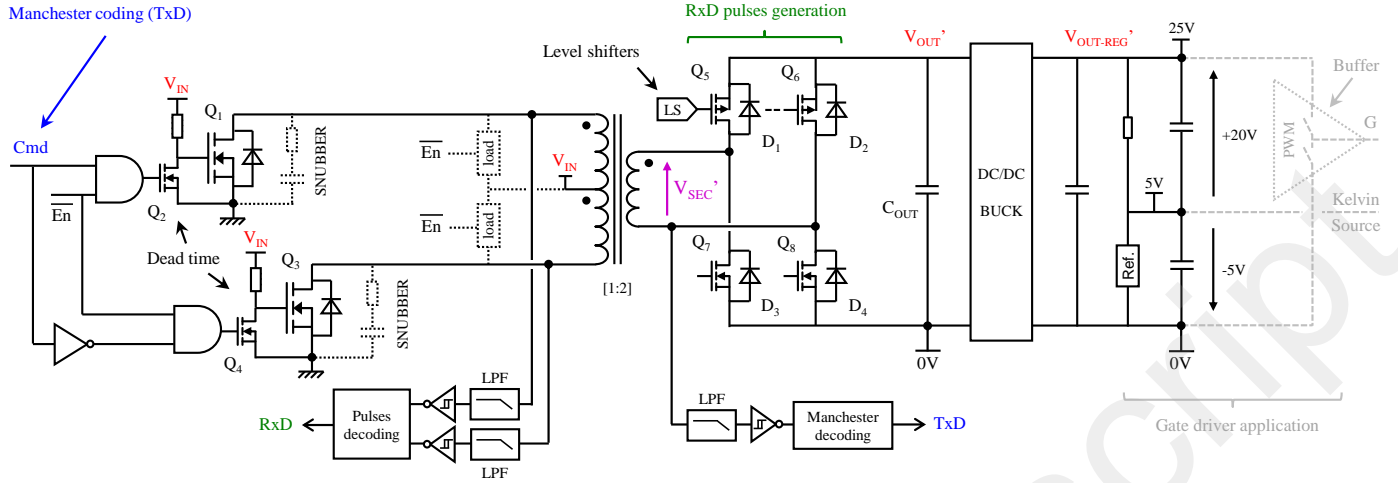 Manchester coding (TxD)
RxD pulses generation
Level shifters
V_OUT'
V_OUT-REG'
25V
Buffer
V_IN
Q1
SNUBBER
Cmd
En
Q2
Dead time
V_IN
Q3
SNUBBER
Q4
En
load
En
load
V_IN
[1:2]
V_SEC'
LS
Q5
Q6
D1
D2
Q7
Q8
D3
D4
C_OUT
0V
DC/DC
BUCK
5V
Ref.
+20V
-5V
0V
PWM
G
Kelvin
Source
Gate driver application
LPF
LPF
Pulses
decoding
RxD
LPF
Manchester
decoding
TxD
cript